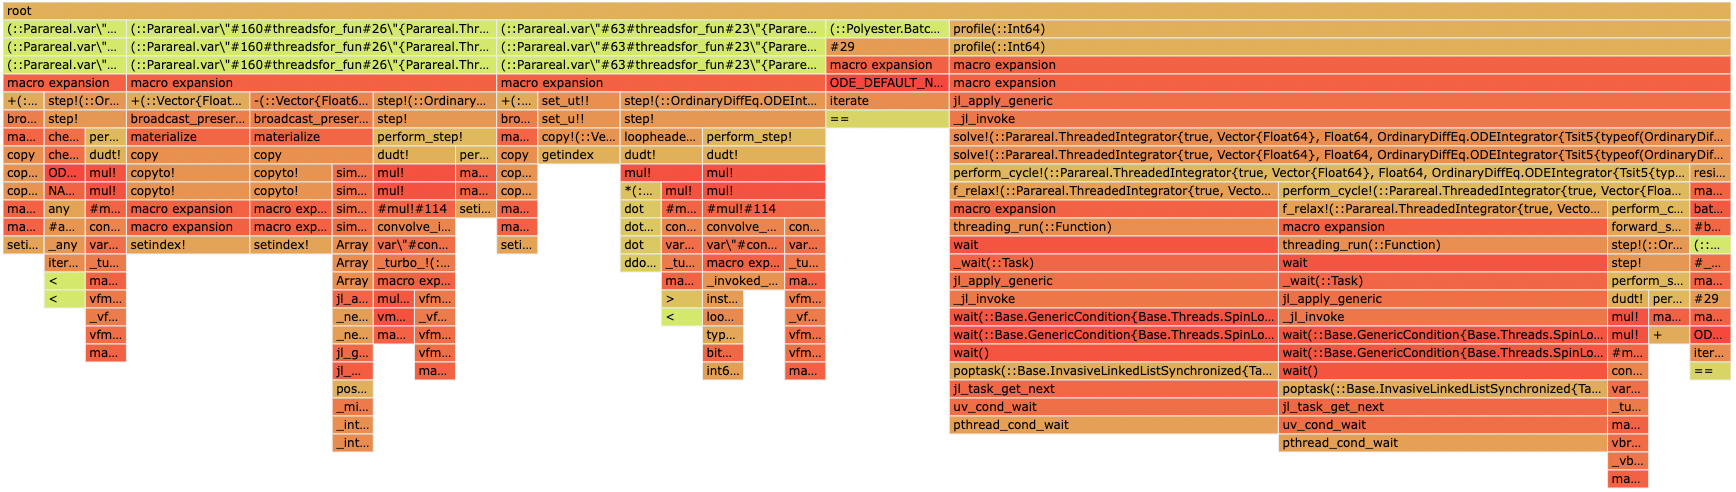 root
(::Parareal.var\"... (::Parareal.var\"#160#threadsfor_fun#26\"{Parareal.Thr... (::Parareal.var\"#63#threadsfor_fun#23\"{Parare... (::Polyester.Batc... profile(::Int64)
(::Parareal.var\"... (::Parareal.var\"#160#threadsfor_fun#26\"{Parareal.Thr... (::Parareal.var\"#63#threadsfor_fun#23\"{Parare... #29 profile(::Int64)
(::Parareal.var\"... (::Parareal.var\"#160#threadsfor_fun#26\"{Parareal.Thr... (::Parareal.var\"#63#threadsfor_fun#23\"{Parare... macro expansion macro expansion
macro expansion macro expansion macro expansion ODE_DEFAULT_N... macro expansion
+(:... step!(::Or... +(::Vector{Float... -(::Vector{Float6... step!(::Ordinary... +(:... set_ut!! step!(::OrdinaryDiffEq.ODEInt... iterate jl_apply_generic
bro... step! broadcast_preser... broadcast_preser... step! bro... set_u!! step! == _jl_invoke
ma... che... per... materialize materialize perform_step! ma... copy!(::Ve... loopheade... perform_step! solve!(::Parareal.ThreadedIntegrator{true, Vector{Float64}, Float64, OrdinaryDiffEq.ODEIntegrator{Tsit5{typeof(OrdinaryDif...
copy che... dudt! copy copy dudt! per... copy getindex dudt! dudt! solve!(::Parareal.ThreadedIntegrator{true, Vector{Float64}, Float64, OrdinaryDiffEq.ODEIntegrator{Tsit5{typeof(OrdinaryDif...
cop... OD... mul! copyto! copyto! sim... mul! ma... cop... mul! mul! perform_cycle!(::Parareal.ThreadedIntegrator{true, Vector{Float64}, Float64, OrdinaryDiffEq.ODEIntegrator{Tsit5{typ... resi...
cop... NA... mul! copyto! copyto! sim... mul! ma... cop... *(:... mul! mul! f_relax!(::Parareal.ThreadedIntegrator{true, Vecto... perform_cycle!(::Parareal.ThreadedIntegrator{true, Vector{Floa... ma...
ma... any #m... macro expansion macro exp... sim... #mul!#114 seti... ma... dot #m... #mul!#114 macro expansion f_relax!(::Parareal.ThreadedIntegrator{true, Vecto... perform_c... bat...
ma... #a... con... macro expansion macro exp... sim... convolve_i... ma... dot... con... convolve_... con... threading_run(::Function) macro expansion forward_s... #b...
seti... _any var... setindex! setindex! Array var\"#con... seti... dot var... var\"#con... var... wait threading_run(::Function) step!(::Or... (::...
iter... _tu... Array _turbo_!(:... ddo... _tu... macro exp... _tu... _wait(::Task) wait step! #_...
< ma... Array macro exp... ma... _invoked_... ma... jl_apply_generic _wait(::Task) perform_s... ma...
< vfm... jl_a... mul... vfm... > inst... vfm... _jl_invoke jl_apply_generic dudt! per... #29
_vf... _ne... vm... _vf... < loo... _vf... wait(::Base.GenericCondition{Base.Threads.SpinLo... _jl_invoke mul! ma... ma...
vfm... _ne... ma... vfm... typ... vfm... wait(::Base.GenericCondition{Base.Threads.SpinLo... wait(::Base.GenericCondition{Base.Threads.SpinLo... mul! + OD...
ma... jl_g... vfm... bit... vfm... wait() wait(::Base.GenericCondition{Base.Threads.SpinLo... #m... iter...
jl_... ma... int6... ma... poptask(::Base.InvasiveLinkedListSynchronized{Ta... wait() con... ==
pos... jl_task_get_next poptask(::Base.InvasiveLinkedListSynchronized{Ta... var...
_mi... uv_cond_wait jl_task_get_next _tu...
_int... pthread_cond_wait uv_cond_wait ma...
_int... pthread_cond_wait vbr...
_vb...
ma...